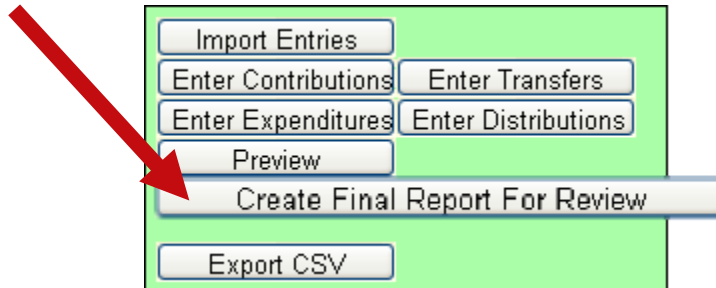 Import Entries
Enter Contributions Enter Transfers
Enter Expenditures Enter Distributions
Preview
Create Final Report For Review
Export CSV